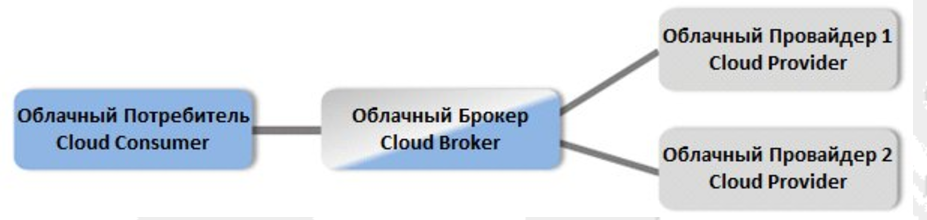 Облачный Потребитель
Cloud Consumer
Облачный Брокер
Cloud Broker
Облачный Провайдер 1
Cloud Provider
Облачный Провайдер 2
Cloud Provider